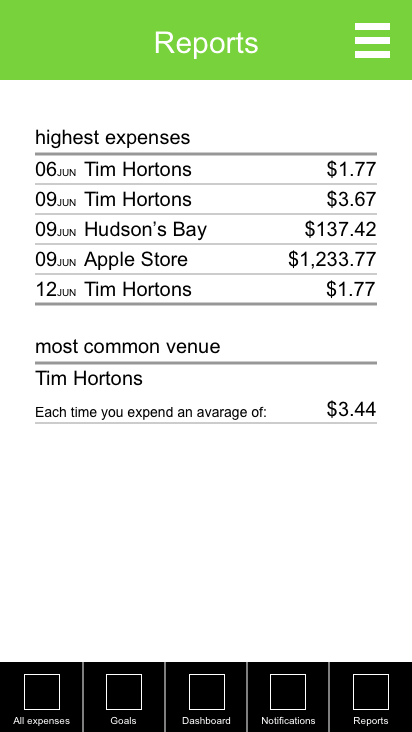 Reports
highest expenses
06JUN Tim Hortons $1.77
09JUN Tim Hortons $3.67
09JUN Hudson's Bay $137.42
09JUN Apple Store $1,233.77
12JUN Tim Hortons $1.77
most common venue
Tim Hortons
Each time you expend an avarage of: $3.44
All expenses Goals Dashboard Notifications Reports